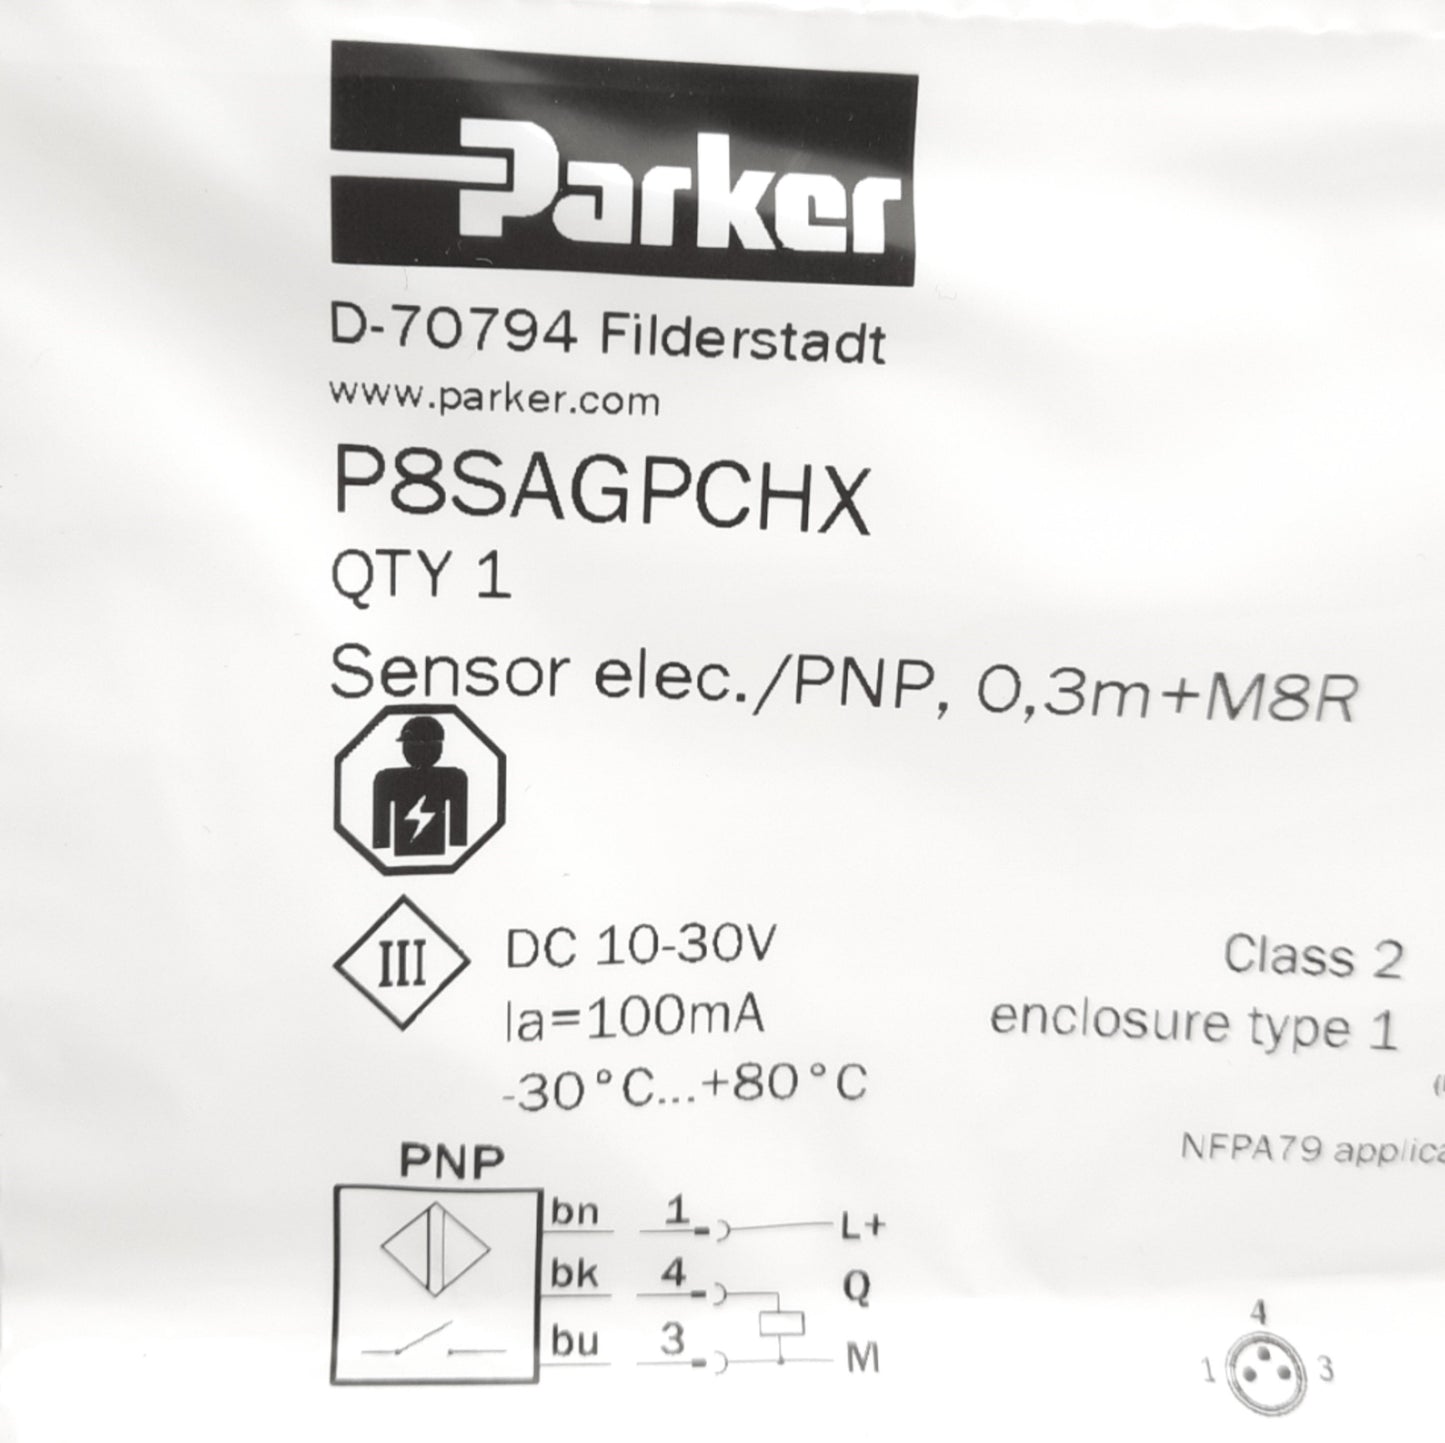 Parker
D-70794 Filderstadt
www.parker.com
P8SAGPCHX
QTY 1
Sensor elec./PNP, 0,3m+M8R
III
DC 10-30V
Ia=100mA
-30°C...+80°C
Class 2
enclosure type 1
NFPA79
PNP
bn 1 L+
bk 4 Q
bu 3 M
4
1 3